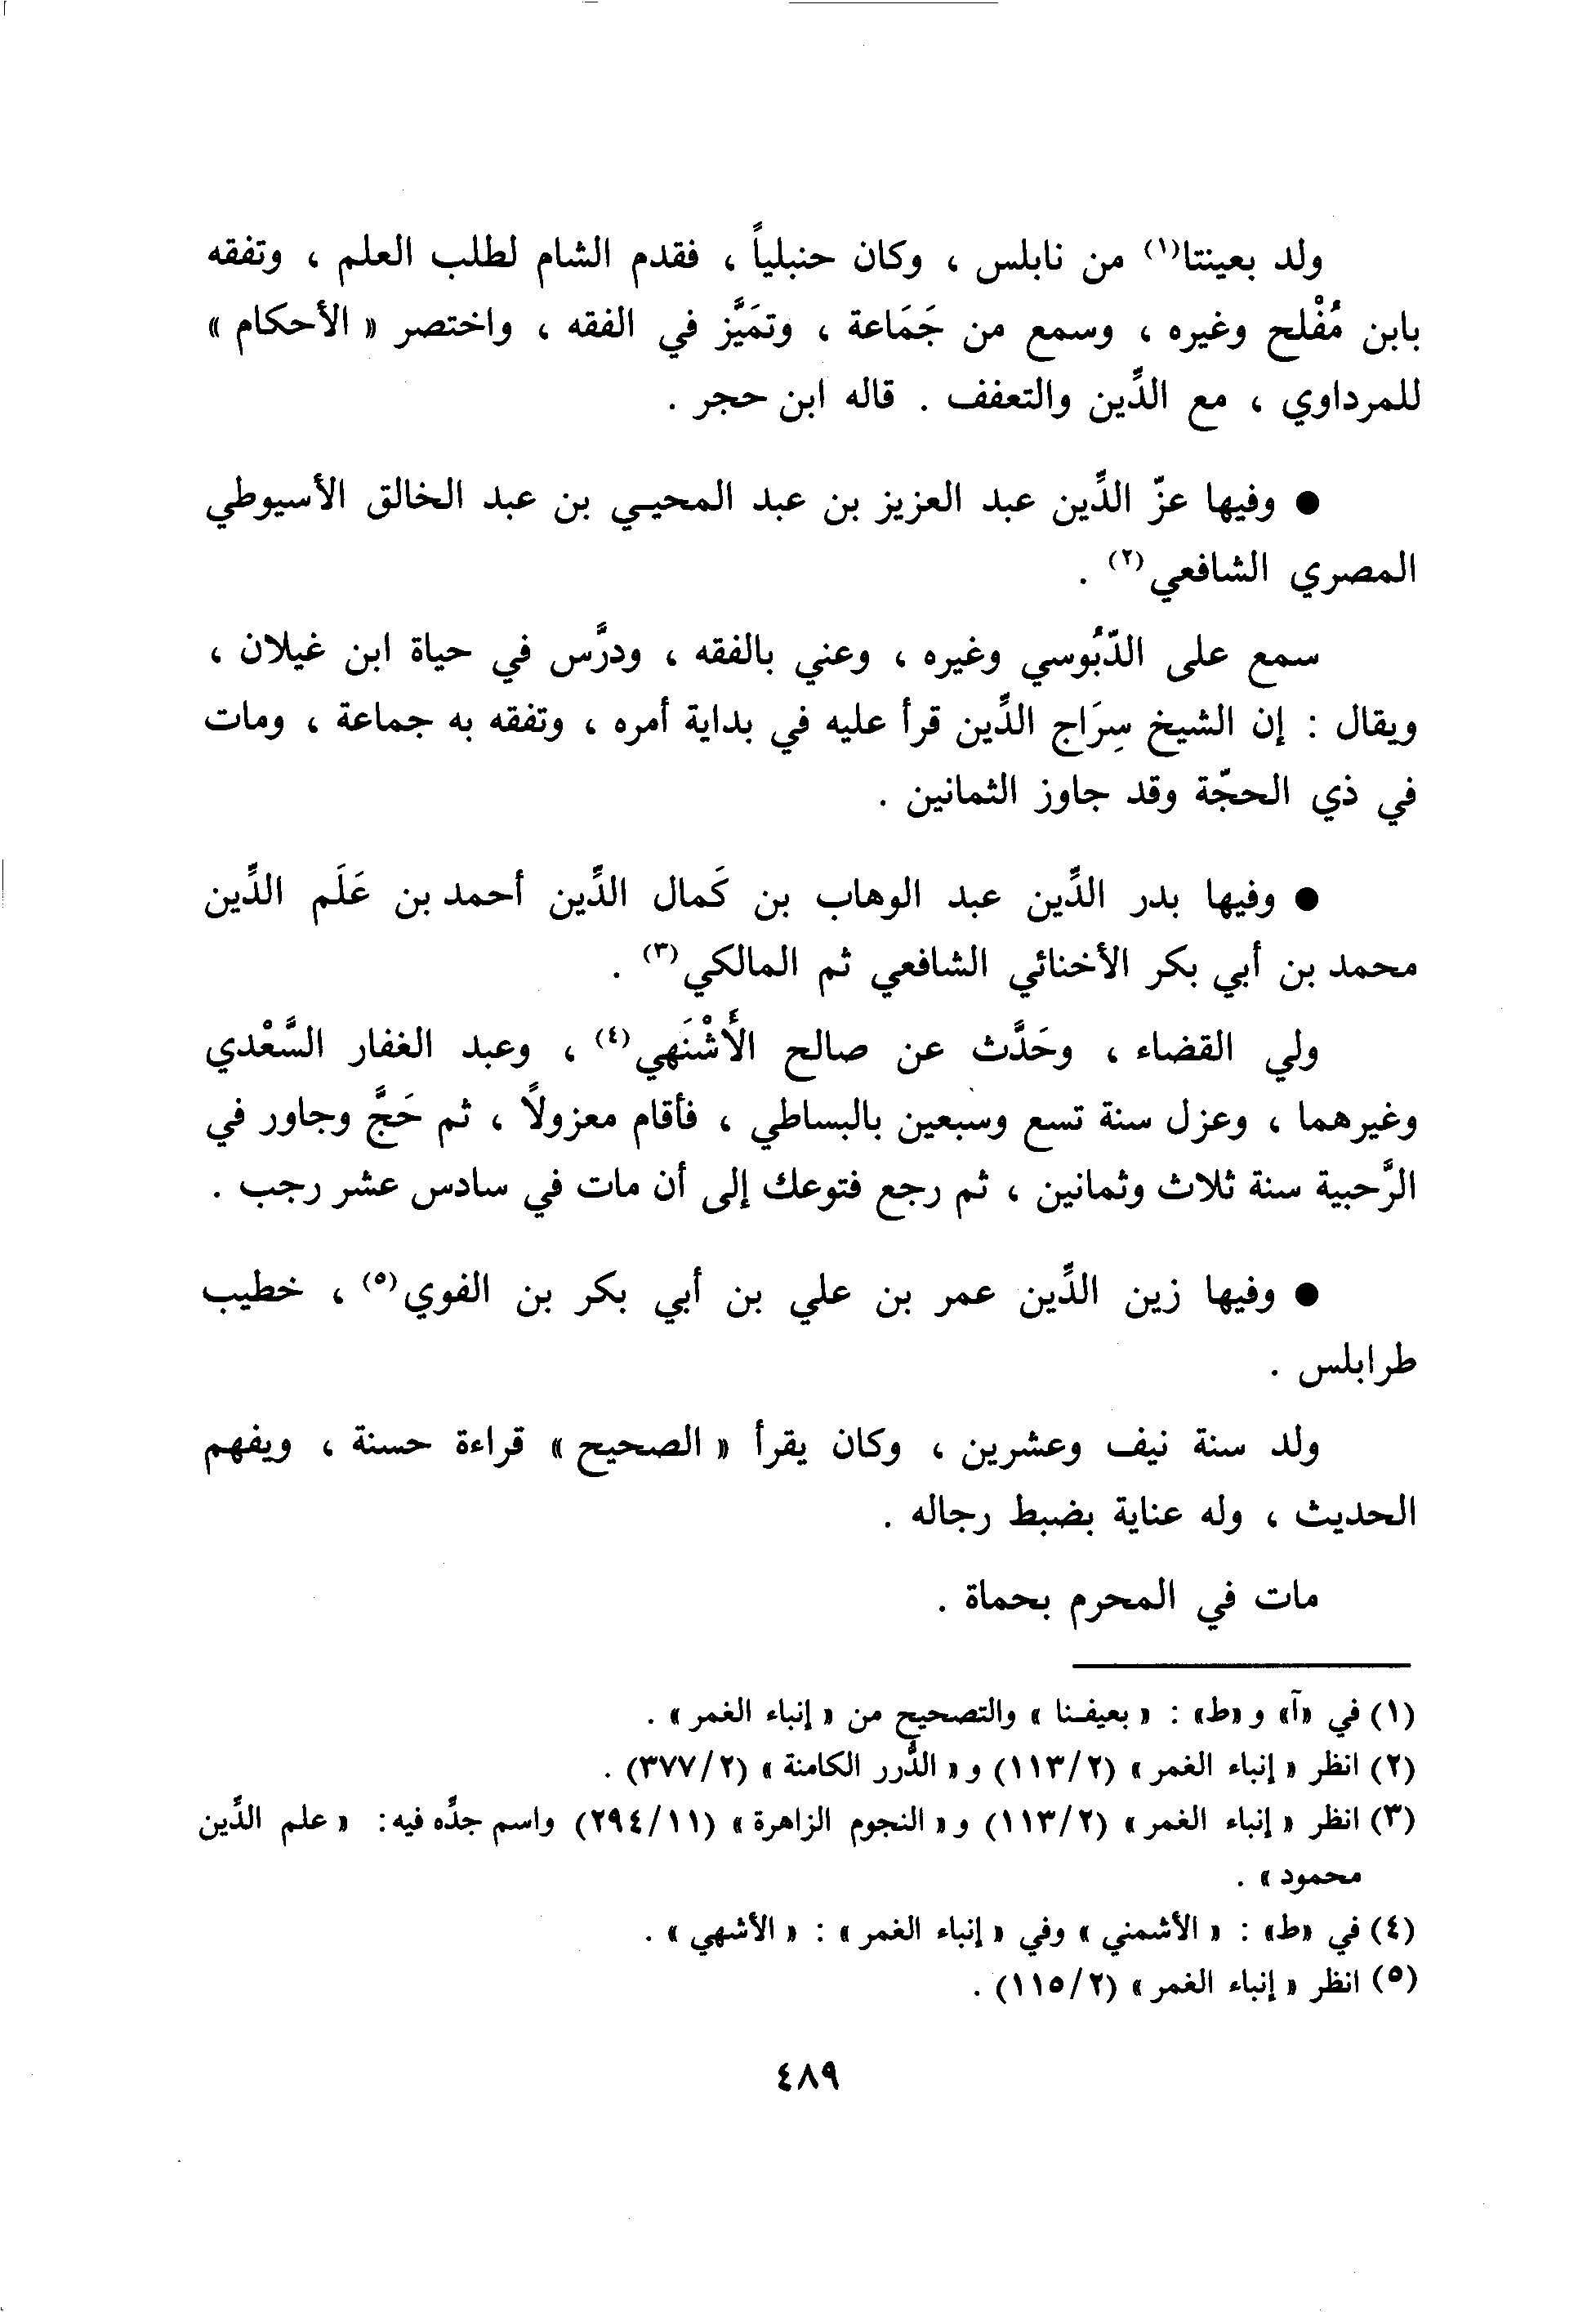 ولد بعينتا(١) من نابلس ، وكان حنبلياً ، فقدم الشام لطلب العلم ، وتفقه
بابن مُفْلح وغيره ، وسمع من جَمَاعة ، وتمَيَّز في الفقه ، واختصر « الأحكام »
للمرداوي ، مع الدِّين والتعفف . قاله ابن حجر .
● وفيها عزّ الدِّين عبد العزيز بن عبد المحيـي بن عبد الخالق الأسيوطي
المصري الشافعي(٢) .
سمع على الدّبُوسي وغيره ، وعني بالفقه ، ودرَّس في حياة ابن غيلان ،
ويقال : إن الشيخ سِرَاج الدِّين قرأ عليه في بداية أمره ، وتفقه به جماعة ، ومات
في ذي الحجّة وقد جاوز الثمانين .
● وفيها بدر الدِّين عبد الوهاب بن كَمال الدِّين أحمد بن عَلَم الدِّين
محمد بن أبي بكر الأخنائي الشافعي ثم المالكي(٣) .
ولي القضاء ، وحَدَّث عن صالح الأَشْنَهي(٤) ، وعبد الغفار السَّعْدي
وغيرهما ، وعزل سنة تسع وسبعين بالبساطي ، فأقام معزولاً ، ثم حَجَّ وجاور في
الرَّحبية سنة ثلاث وثمانين ، ثم رجع فتوعك إلى أن مات في سادس عشر رجب .
● وفيها زين الدِّين عمر بن علي بن أبي بكر بن الفوي(٥) ، خطيب
طرابلس .
ولد سنة نيف وعشرين ، وكان يقرأ « الصحيح » قراءة حسنة ، ويفهم
الحديث ، وله عناية بضبط رجاله .
مات في المحرم بحماة .
(١) في «آ» و «ط» : « بعيفـنا » والتصحيح من « إنباء الغمر » .
(٢) انظر « إنباء الغمر » (٢/١١٣) و « الدُّرر الكامنة » (٢/٣٧٧) .
(٣) انظر « إنباء الغمر » (٢/١١٣) و « النجوم الزاهرة » (١١/٢٩٤) واسم جدِّه فيه: « علم الدِّين
محمود » .
(٤) في «ط» : « الأشمني » وفي « إنباء الغمر » : « الأشهي » .
(٥) انظر « إنباء الغمر » (٢/١١٥) .
٤٨٩